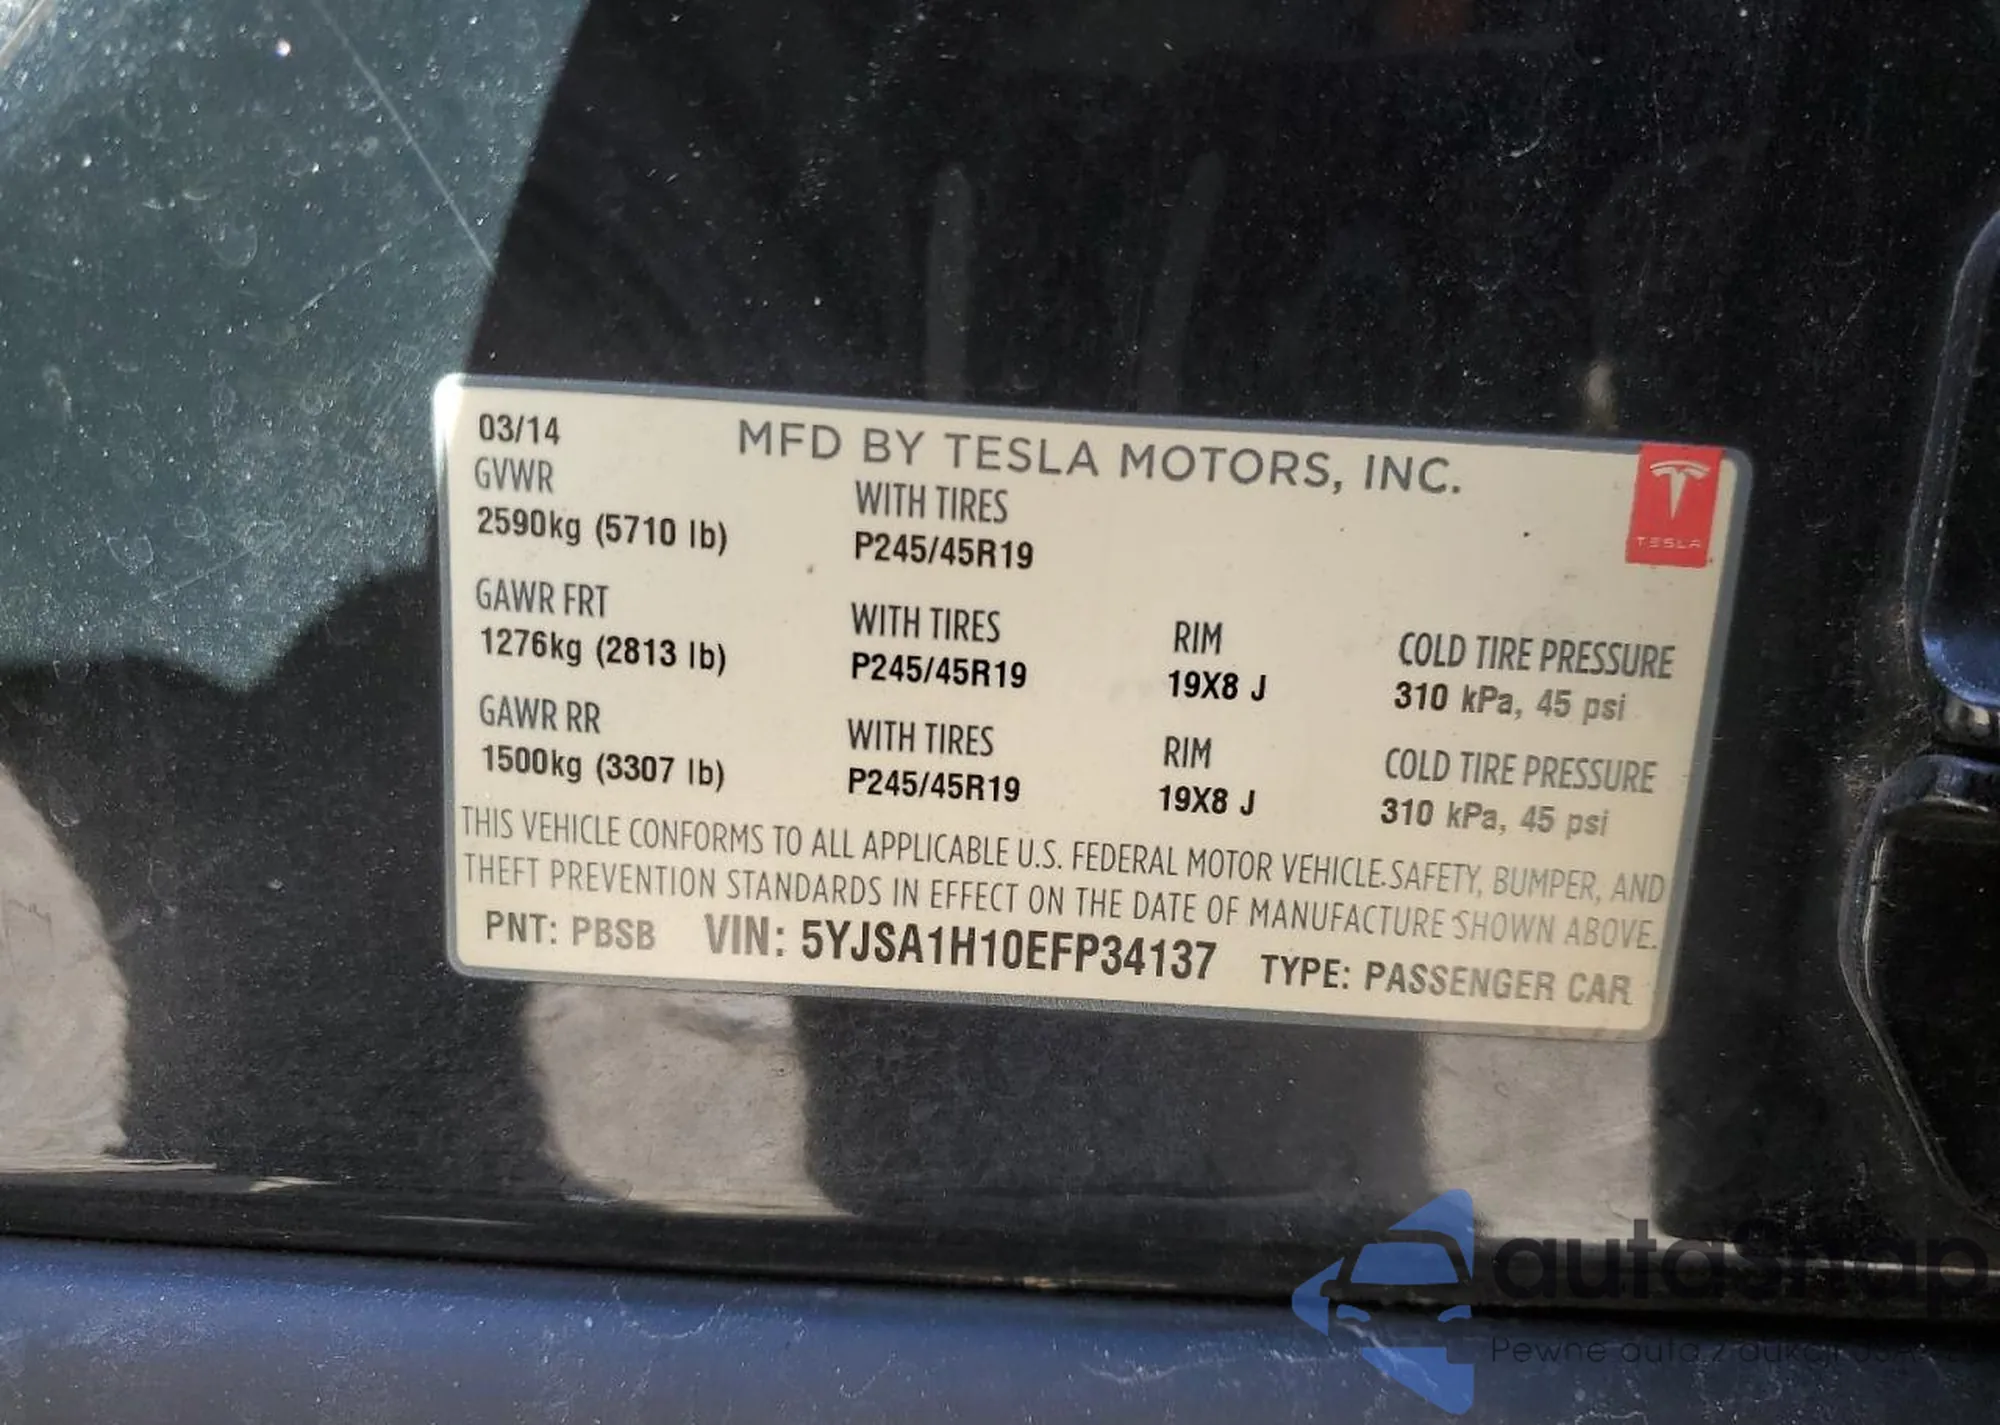 03/14 MFD BY TESLA MOTORS, INC.
GVWR WITH TIRES
2590kg (5710 lb) P245/45R19
TESLA
GAWR FRT WITH TIRES RIM COLD TIRE PRESSURE
1276kg (2813 lb) P245/45R19 19X8 J 310 kPa, 45 psi
GAWR RR WITH TIRES RIM COLD TIRE PRESSURE
1500kg (3307 lb) P245/45R19 19X8 J 310 kPa, 45 psi
THIS VEHICLE CONFORMS TO ALL APPLICABLE U.S. FEDERAL MOTOR VEHICLE SAFETY, BUMPER, AND
THEFT PREVENTION STANDARDS IN EFFECT ON THE DATE OF MANUFACTURE SHOWN ABOVE.
PNT: PBSB VIN: 5YJSA1H10EFP34137 TYPE: PASSENGER CAR
autaSnap
Pewne auta z aukcji